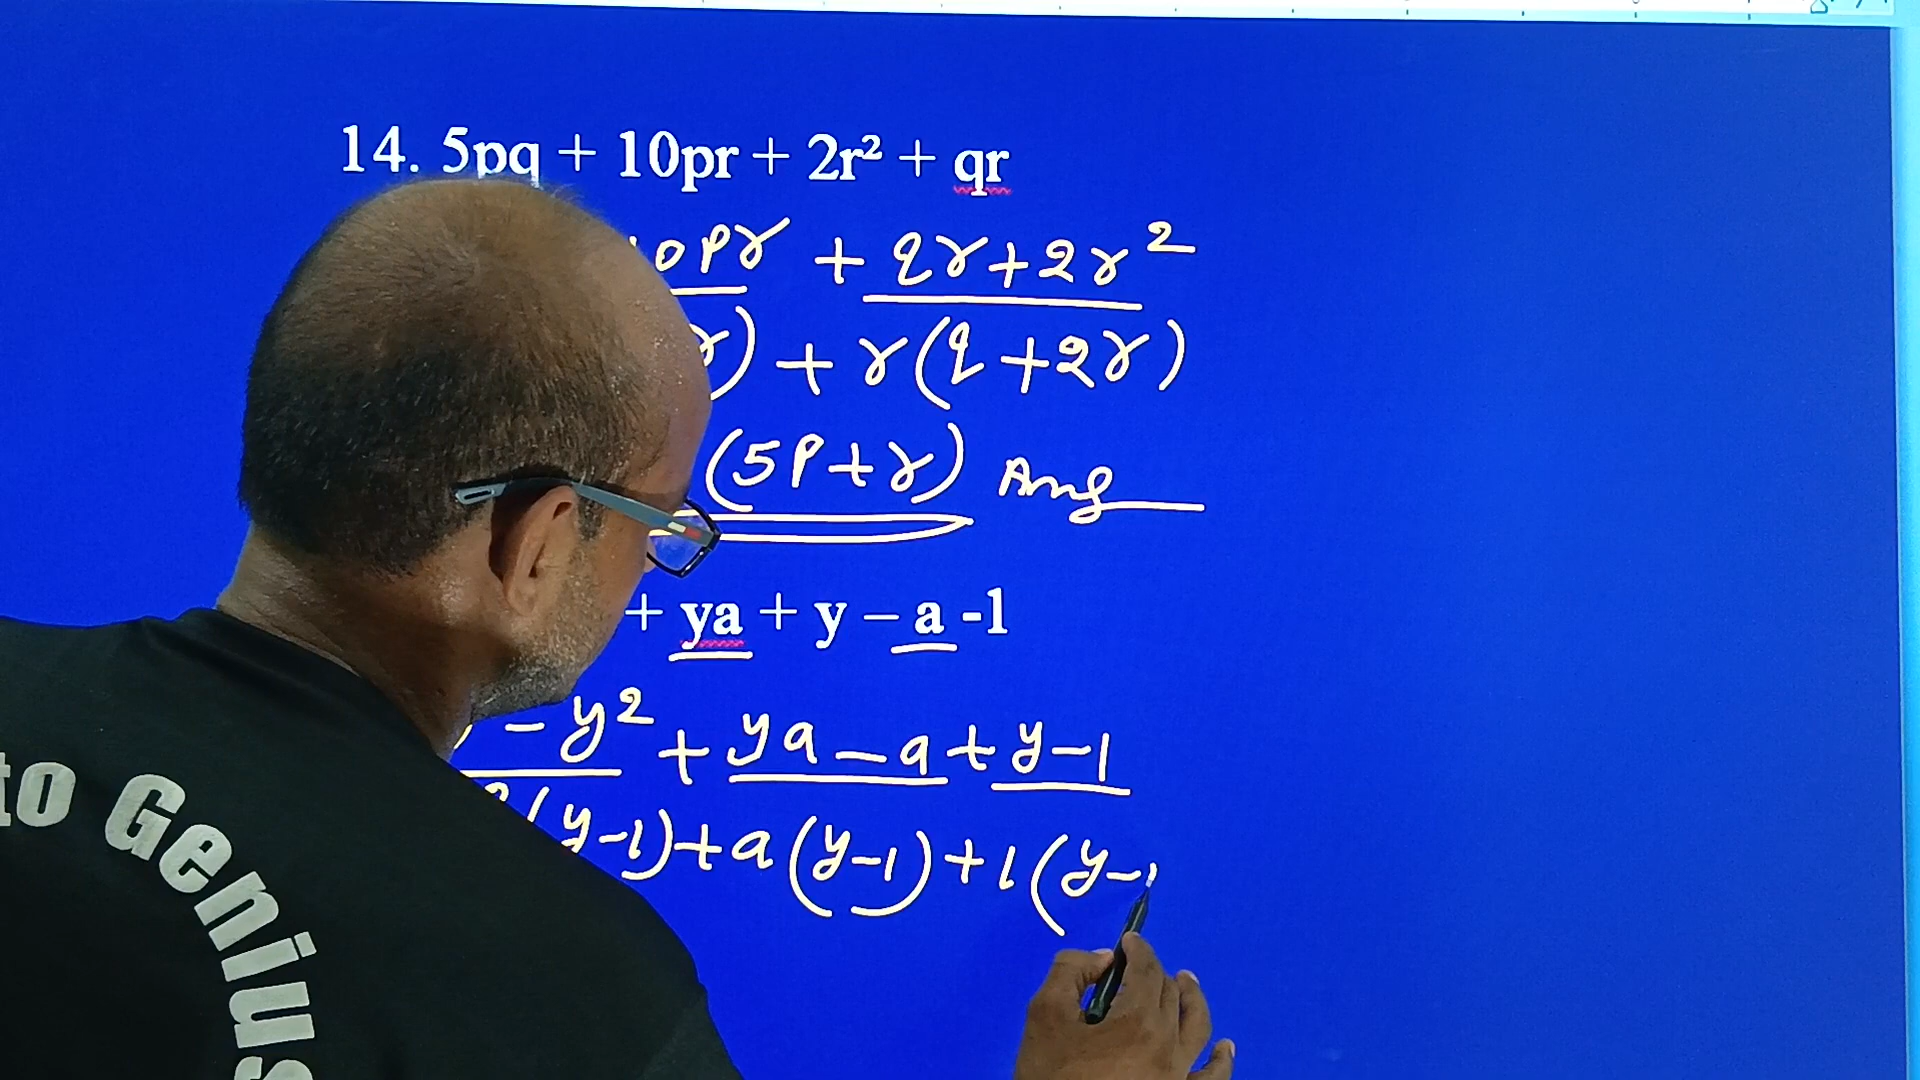 14. 5pq + 10pr + 2r² + qr
0pr + qr + 2r²
r) + r(q + 2r)
(5p + r) Ans
+ ya + y – a -1
- y² + ya - a + y - 1
(y-1) + a(y-1) + 1(y-1
to Genius